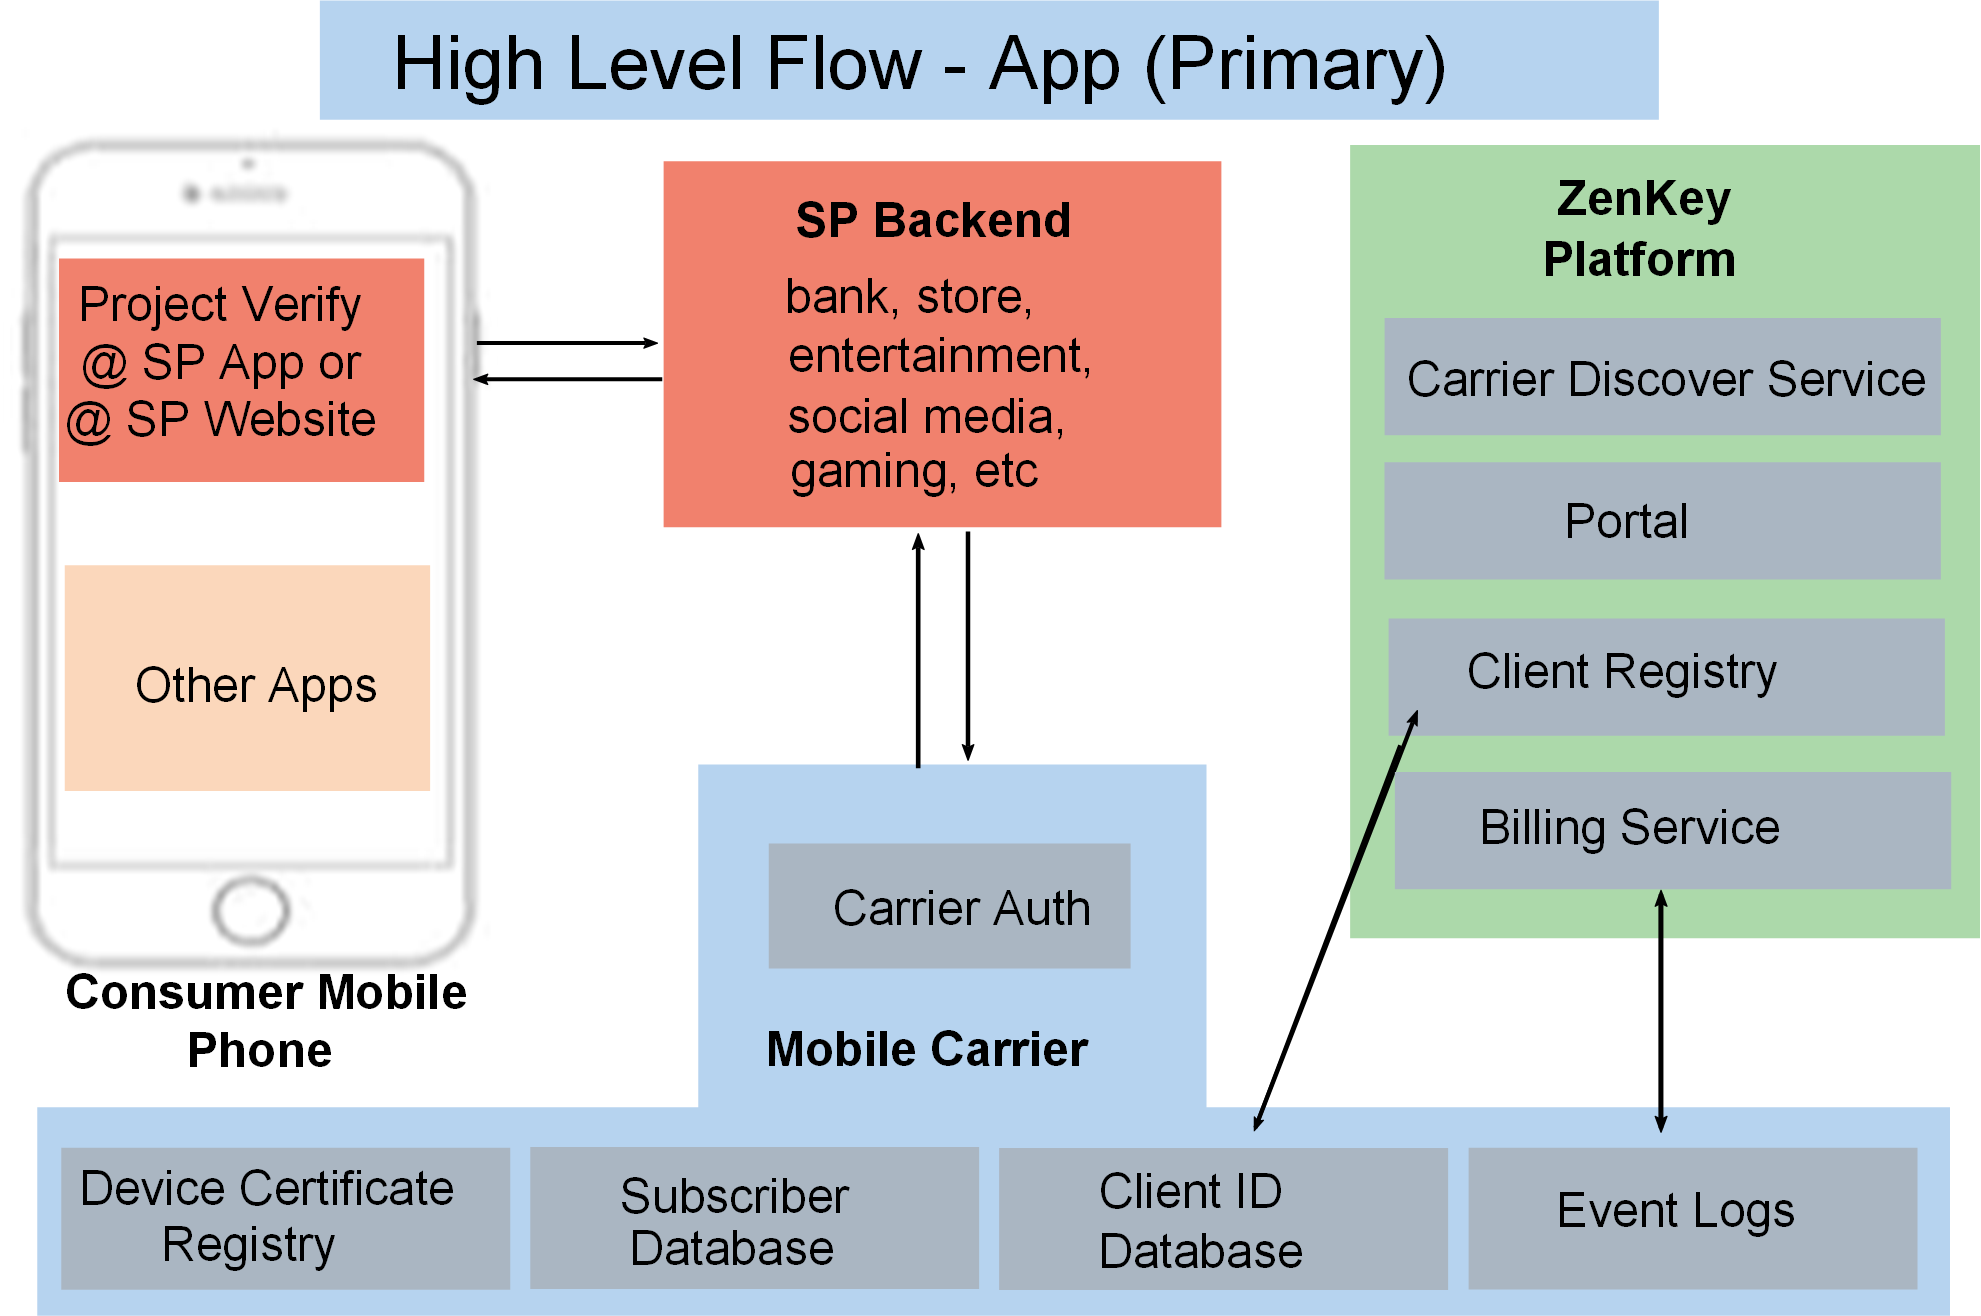 High Level Flow - App (Primary)
Project Verify
@ SP App or
@ SP Website
Other Apps
Consumer Mobile
Phone
SP Backend
bank, store,
entertainment,
social media,
gaming, etc
ZenKey
Platform
Carrier Discover Service
Portal
Client Registry
Billing Service
Carrier Auth
Mobile Carrier
Device Certificate
Registry
Subscriber
Database
Client ID
Database
Event Logs